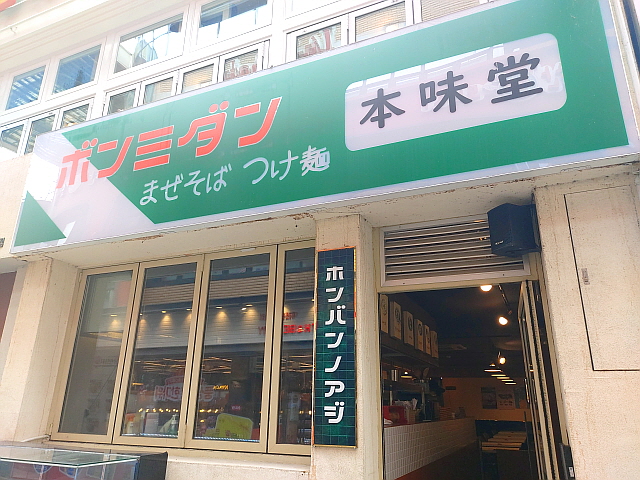 ボンミダン
まぜそば つけ麺
本味堂
ホンバンノアジ